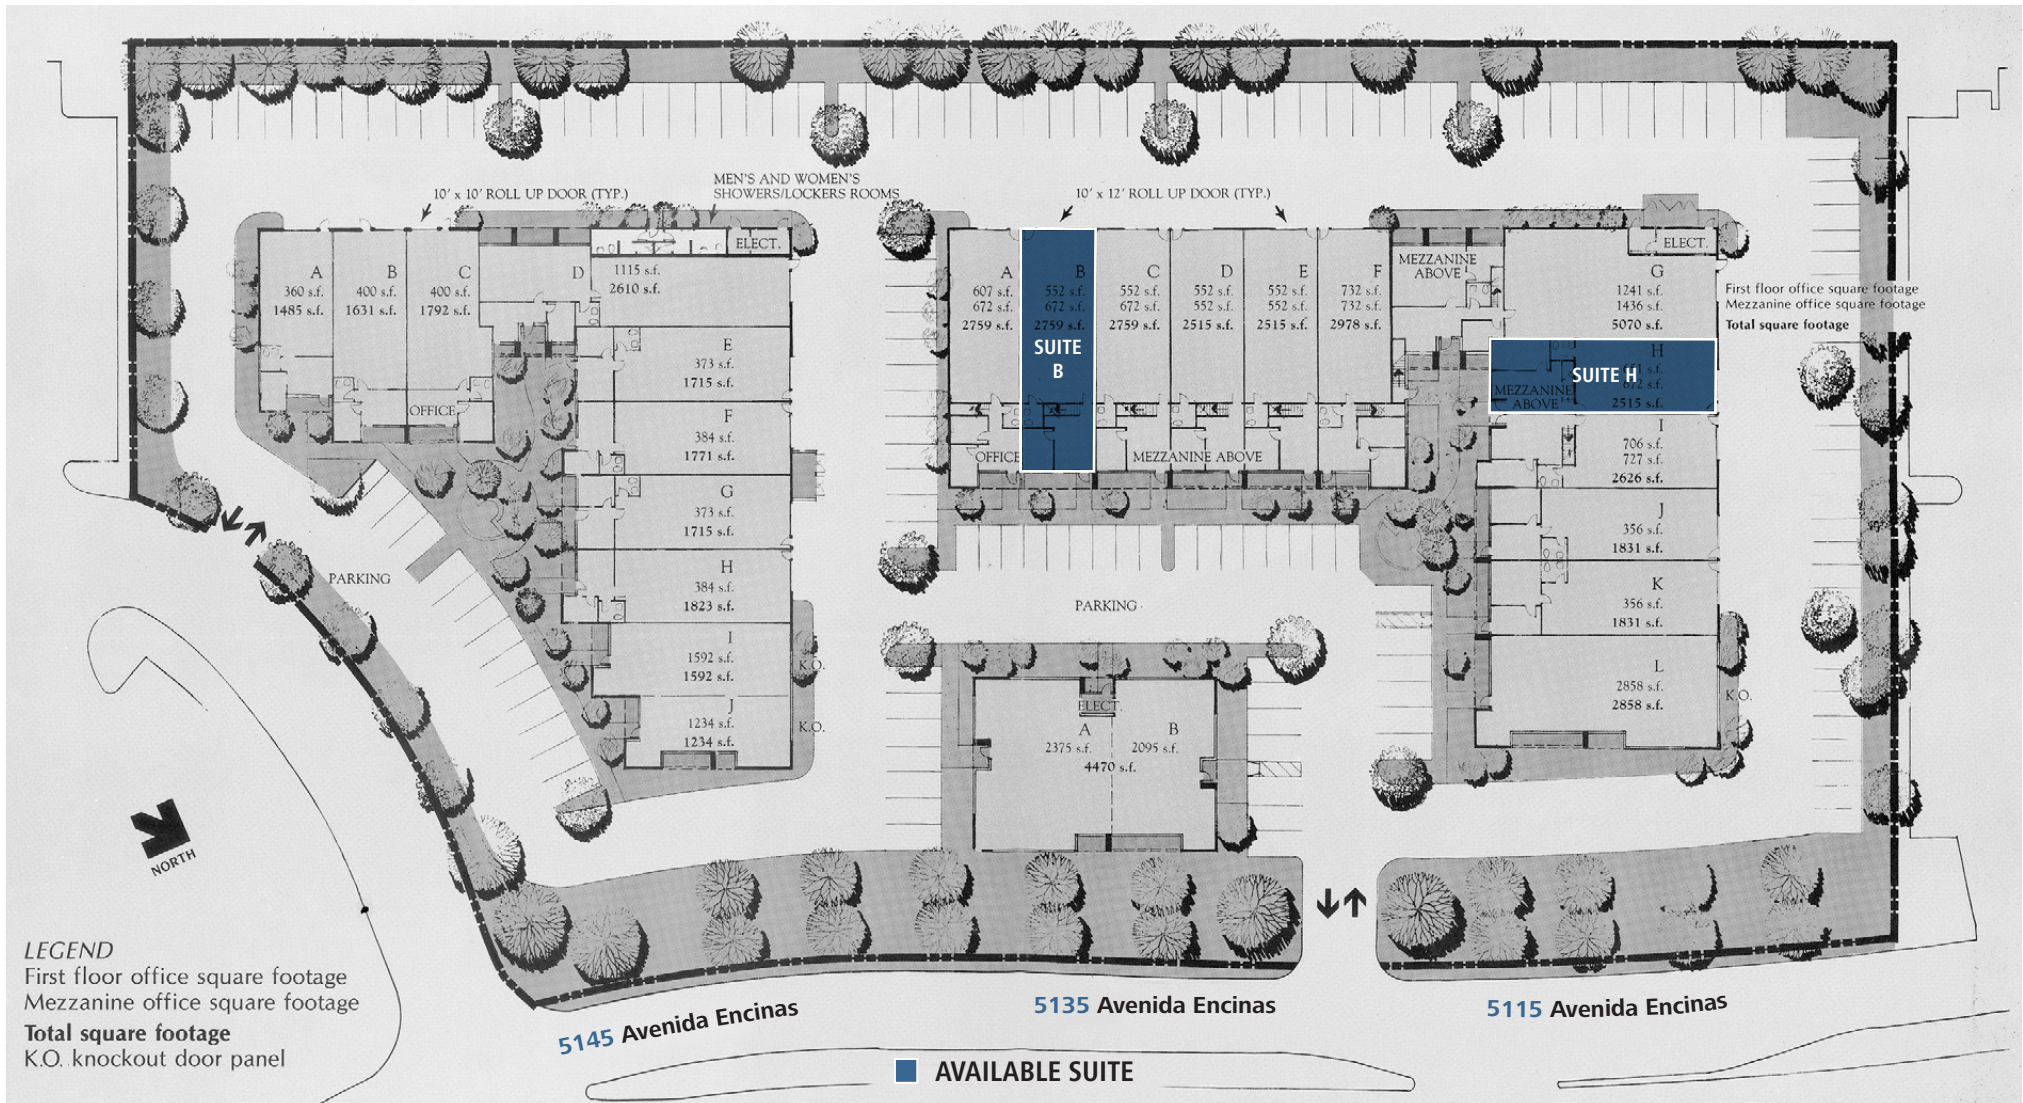 MEN'S AND WOMEN'S
SHOWERS/LOCKERS ROOMS
10' x 10' ROLL UP DOOR (TYP.)
10' x 12' ROLL UP DOOR (TYP.)
A
360 s.f.
1485 s.f.
B
400 s.f.
1631 s.f.
C
400 s.f.
1792 s.f.
D
1115 s.f.
2610 s.f.
ELECT.
OFFICE
E
373 s.f.
1715 s.f.
F
384 s.f.
1771 s.f.
G
373 s.f.
1715 s.f.
H
384 s.f.
1823 s.f.
I
1592 s.f.
1592 s.f.
K.O.
J
1234 s.f.
1234 s.f.
K.O.
PARKING
A
607 s.f.
672 s.f.
2759 s.f.
B
552 s.f.
672 s.f.
2759 s.f.
SUITE
B
C
552 s.f.
672 s.f.
2759 s.f.
D
552 s.f.
552 s.f.
2515 s.f.
E
552 s.f.
552 s.f.
2515 s.f.
F
732 s.f.
732 s.f.
2978 s.f.
OFFICE
MEZZANINE ABOVE
MEZZANINE
ABOVE
ELECT.
G
1241 s.f.
1436 s.f.
5070 s.f.
First floor office square footage
Mezzanine office square footage
Total square footage
H
672 s.f.
2515 s.f.
SUITE H
MEZZANINE
ABOVE
I
706 s.f.
727 s.f.
2626 s.f.
J
356 s.f.
1831 s.f.
K
356 s.f.
1831 s.f.
L
2858 s.f.
2858 s.f.
K.O.
PARKING
ELECT.
A
2375 s.f.
B
2095 s.f.
4470 s.f.
NORTH
LEGEND
First floor office square footage
Mezzanine office square footage
Total square footage
K.O. knockout door panel
5145 Avenida Encinas
5135 Avenida Encinas
5115 Avenida Encinas
AVAILABLE SUITE